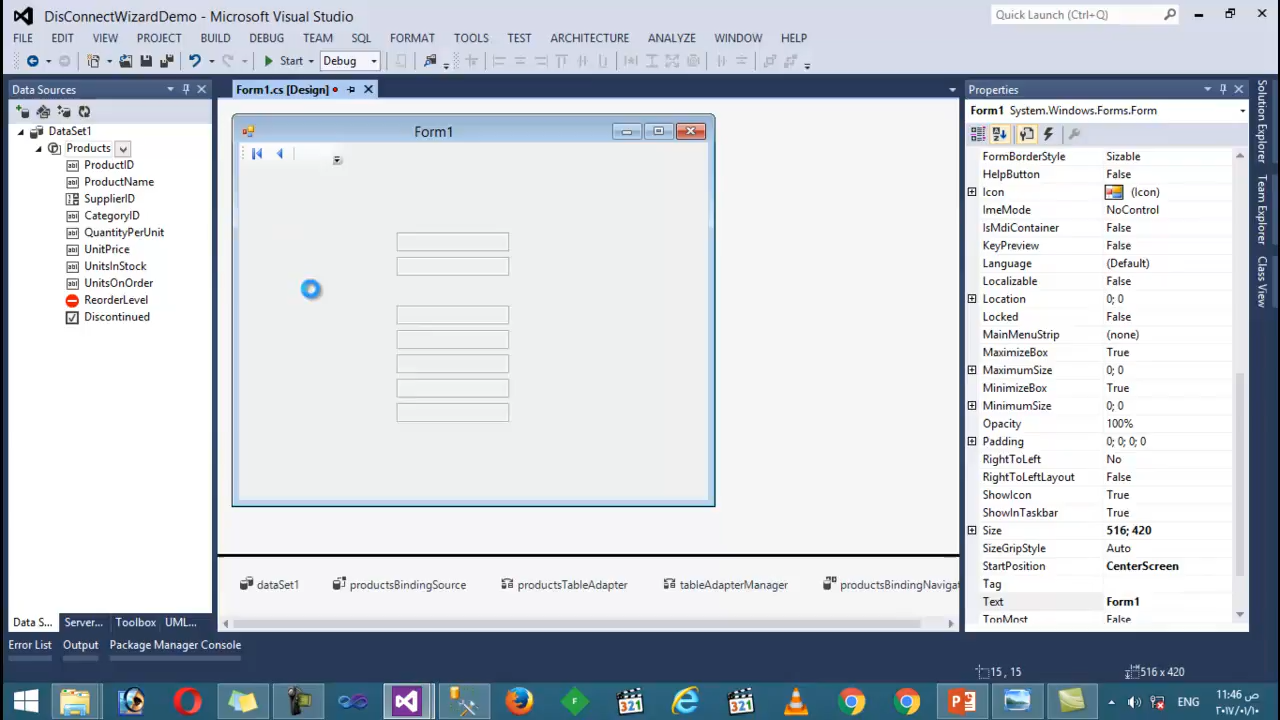 DisConnectWizardDemo - Microsoft Visual Studio
Quick Launch (Ctrl+Q)
FILE EDIT VIEW PROJECT BUILD DEBUG TEAM SQL FORMAT TOOLS TEST ARCHITECTURE ANALYZE WINDOW HELP
Start Debug
Data Sources
Form1.cs [Design]
Properties
DataSet1
Products
ProductID
ProductName
SupplierID
CategoryID
QuantityPerUnit
UnitPrice
UnitsInStock
UnitsOnOrder
ReorderLevel
Discontinued
Form1
Form1 System.Windows.Forms.Form
FormBorderStyle Sizable
HelpButton False
Icon (Icon)
ImeMode NoControl
IsMdiContainer False
KeyPreview False
Language (Default)
Localizable False
Location 0; 0
Locked False
MainMenuStrip (none)
MaximizeBox True
MaximumSize 0; 0
MinimizeBox True
MinimumSize 0; 0
Opacity 100%
Padding 0; 0; 0; 0
RightToLeft No
RightToLeftLayout False
ShowIcon True
ShowInTaskbar True
Size 516; 420
SizeGripStyle Auto
StartPosition CenterScreen
Tag
Text Form1
TopMost False
Solution Explorer
Team Explorer
Class View
dataSet1 productsBindingSource productsTableAdapter tableAdapterManager productsBindingNavigat
Data S... Server... Toolbox UML...
Error List Output Package Manager Console
15 , 15 516 x 420
321
321
ENG
11:46 ص
٢٠١٧/٠١/١٠